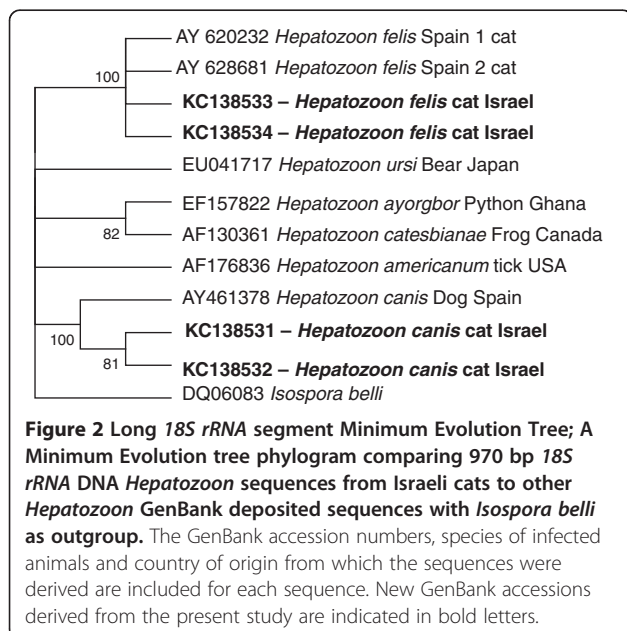 AY 620232 Hepatozoon felis Spain 1 cat
AY 628681 Hepatozoon felis Spain 2 cat
100
KC138533 – Hepatozoon felis cat Israel
KC138534 – Hepatozoon felis cat Israel
EU041717 Hepatozoon ursi Bear Japan
EF157822 Hepatozoon ayorgbor Python Ghana
82
AF130361 Hepatozoon catesbianae Frog Canada
AF176836 Hepatozoon americanum tick USA
AY461378 Hepatozoon canis Dog Spain
100
KC138531 – Hepatozoon canis cat Israel
81
KC138532 – Hepatozoon canis cat Israel
DQ06083 Isospora belli
Figure 2 Long 18S rRNA segment Minimum Evolution Tree; A
Minimum Evolution tree phylogram comparing 970 bp 18S
rRNA DNA Hepatozoon sequences from Israeli cats to other
Hepatozoon GenBank deposited sequences with Isospora belli
as outgroup. The GenBank accession numbers, species of infected
animals and country of origin from which the sequences were
derived are included for each sequence. New GenBank accessions
derived from the present study are indicated in bold letters.